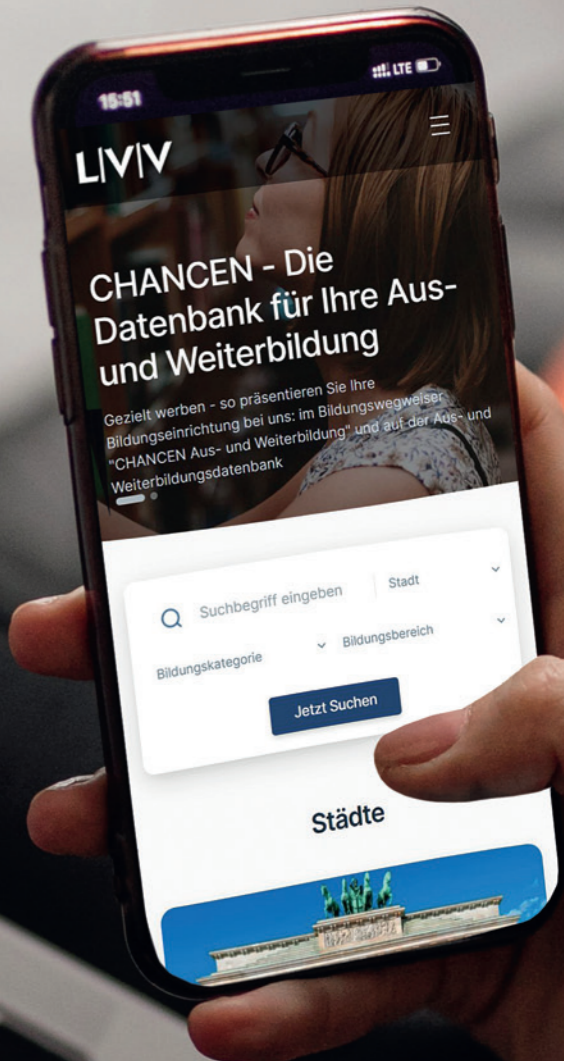 15:51
LTE
L|V|V
CHANCEN - Die
Datenbank für Ihre Aus-
und Weiterbildung
Gezielt werben - so präsentieren Sie Ihre
Bildungseinrichtung bei uns: im Bildungswegweiser
"CHANCEN Aus- und Weiterbildung" und auf der Aus- und
Weiterbildungsdatenbank
Suchbegriff eingeben
Stadt
Bildungskategorie
Bildungsbereich
Jetzt Suchen
Städte